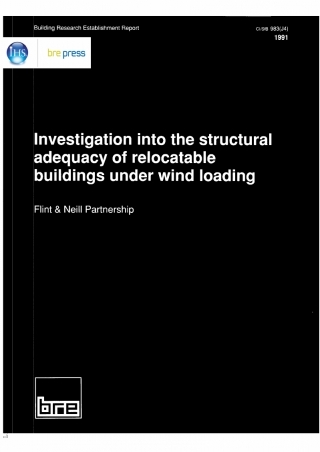 Building Research Establishment Report
CI/SfB 983(J4)
1991
IHS
bre press
Investigation into the structural
adequacy of relocatable
buildings under wind loading
Flint & Neill Partnership
bre